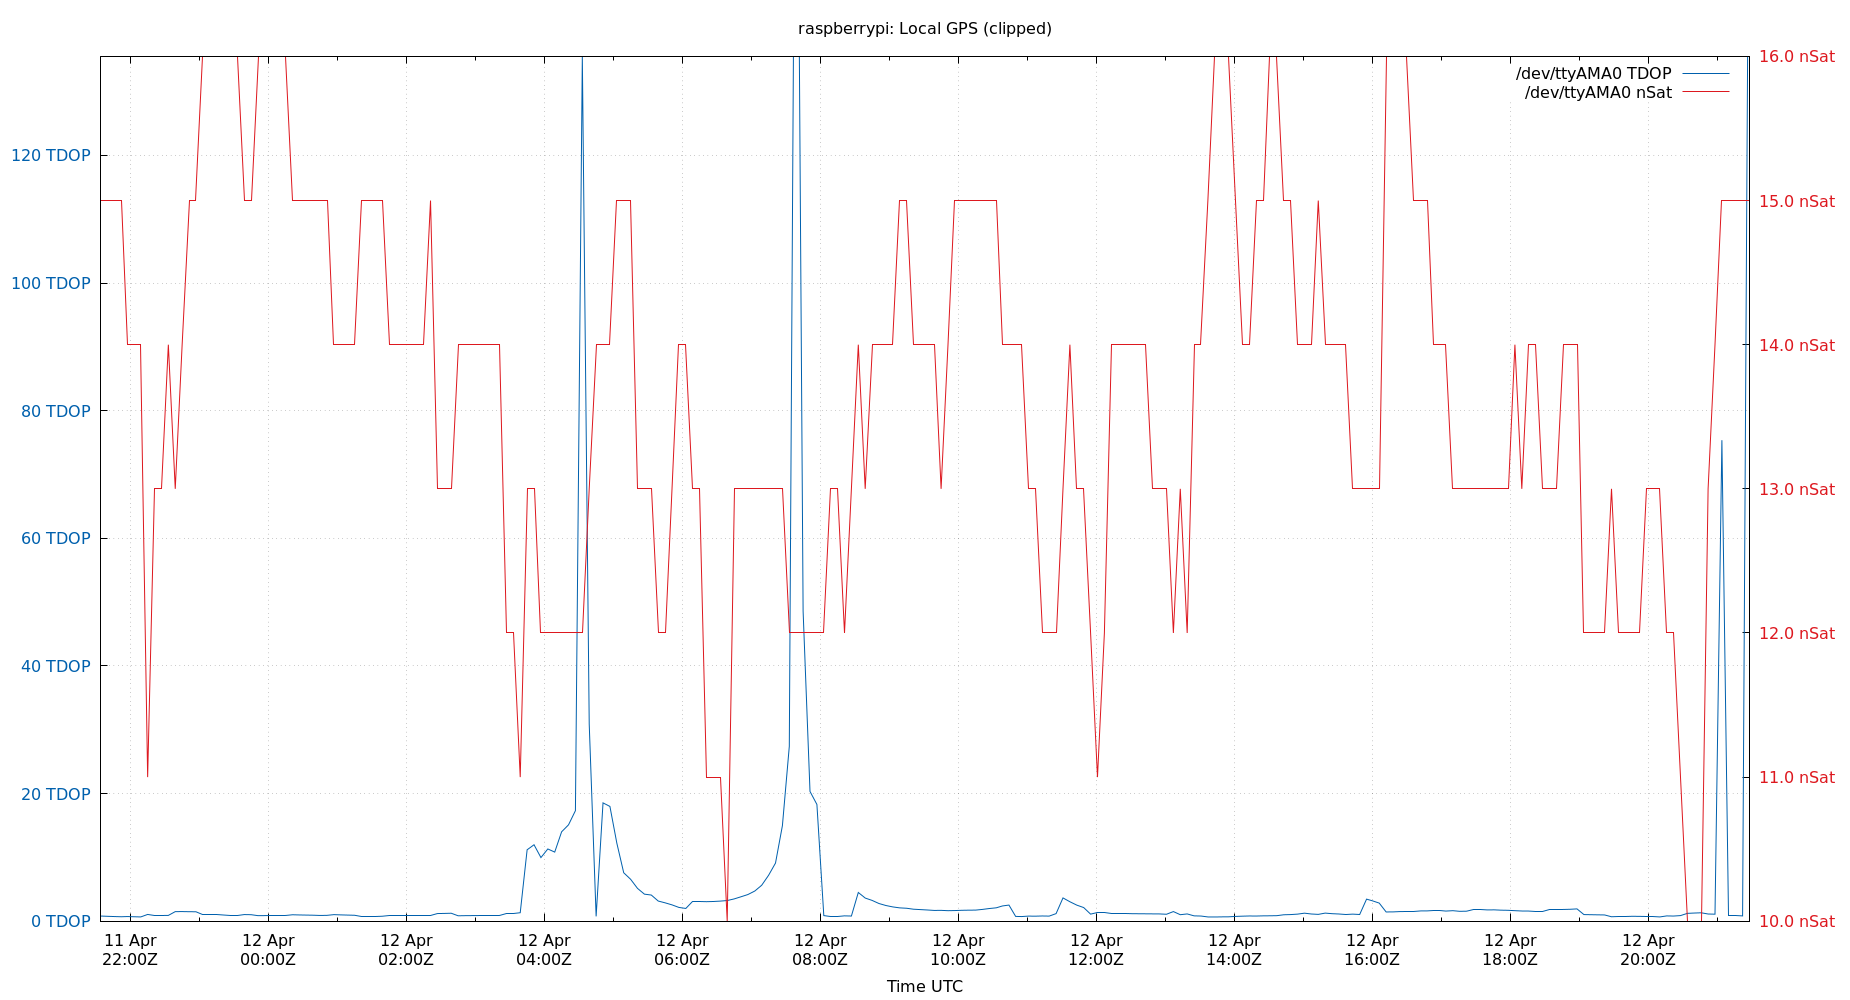 raspberrypi: Local GPS (clipped)
/dev/ttyAMA0 TDOP
/dev/ttyAMA0 nSat
120 TDOP
100 TDOP
80 TDOP
60 TDOP
40 TDOP
20 TDOP
0 TDOP
16.0 nSat
15.0 nSat
14.0 nSat
13.0 nSat
12.0 nSat
11.0 nSat
10.0 nSat
11 Apr 12 Apr 12 Apr 12 Apr 12 Apr 12 Apr 12 Apr 12 Apr 12 Apr 12 Apr 12 Apr 12 Apr
22:00Z 00:00Z 02:00Z 04:00Z 06:00Z 08:00Z 10:00Z 12:00Z 14:00Z 16:00Z 18:00Z 20:00Z
Time UTC